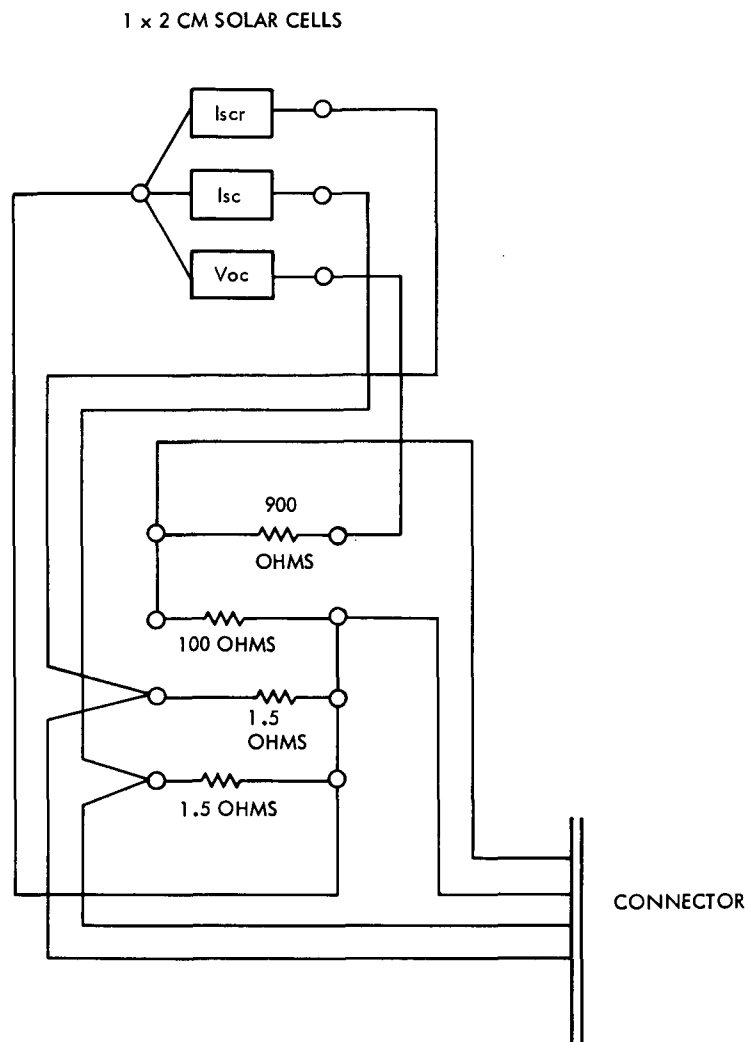 1 x 2 CM SOLAR CELLS
Iscr
Isc
Voc
900
OHMS
100 OHMS
1.5
OHMS
1.5 OHMS
CONNECTOR